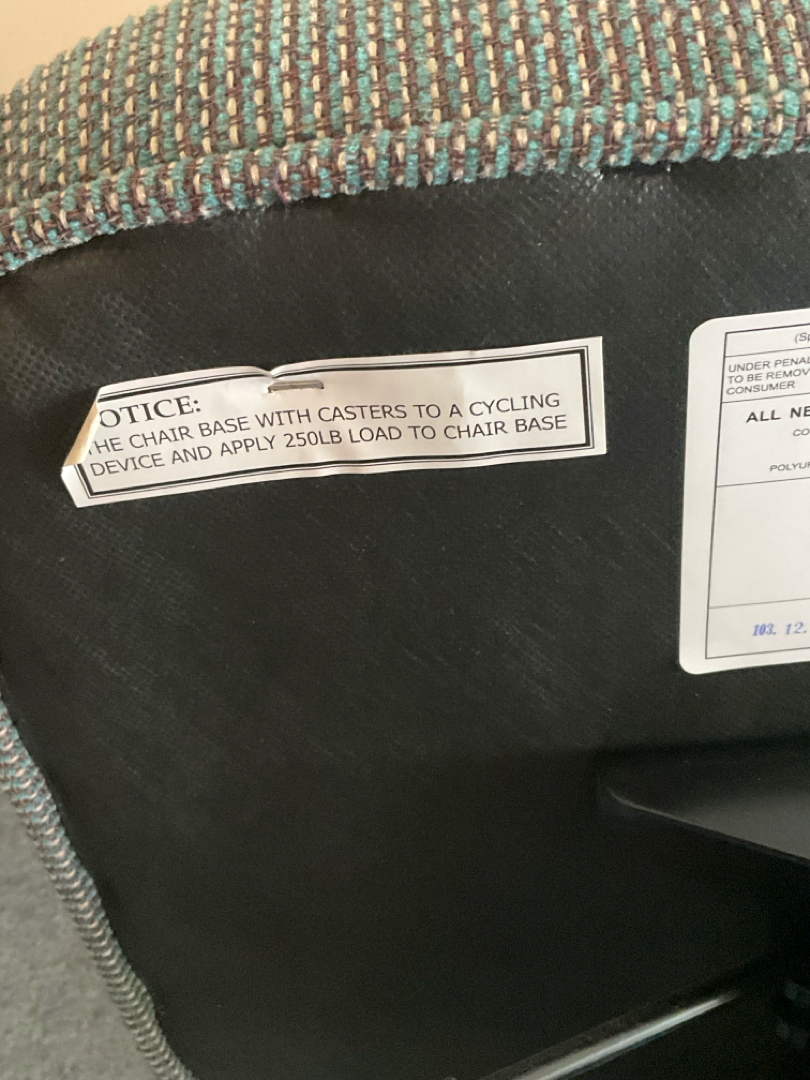 OTICE:
HE CHAIR BASE WITH CASTERS TO A CYCLING
DEVICE AND APPLY 250LB LOAD TO CHAIR BASE
UNDER PENAL
TO BE REMOV
CONSUMER
ALL NE
CO
POLYU
103. 12.